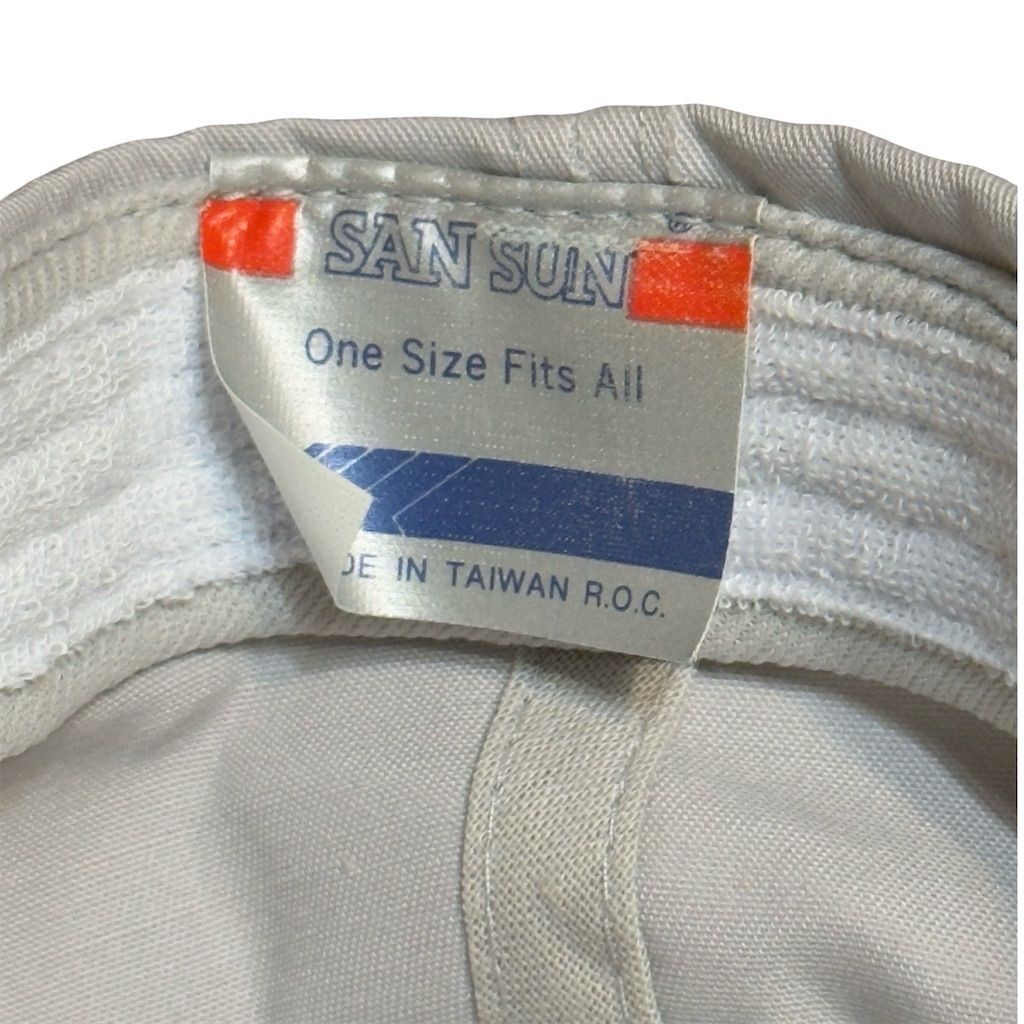 SAN SUN
One Size Fits All
DE IN TAIWAN R.O.C.